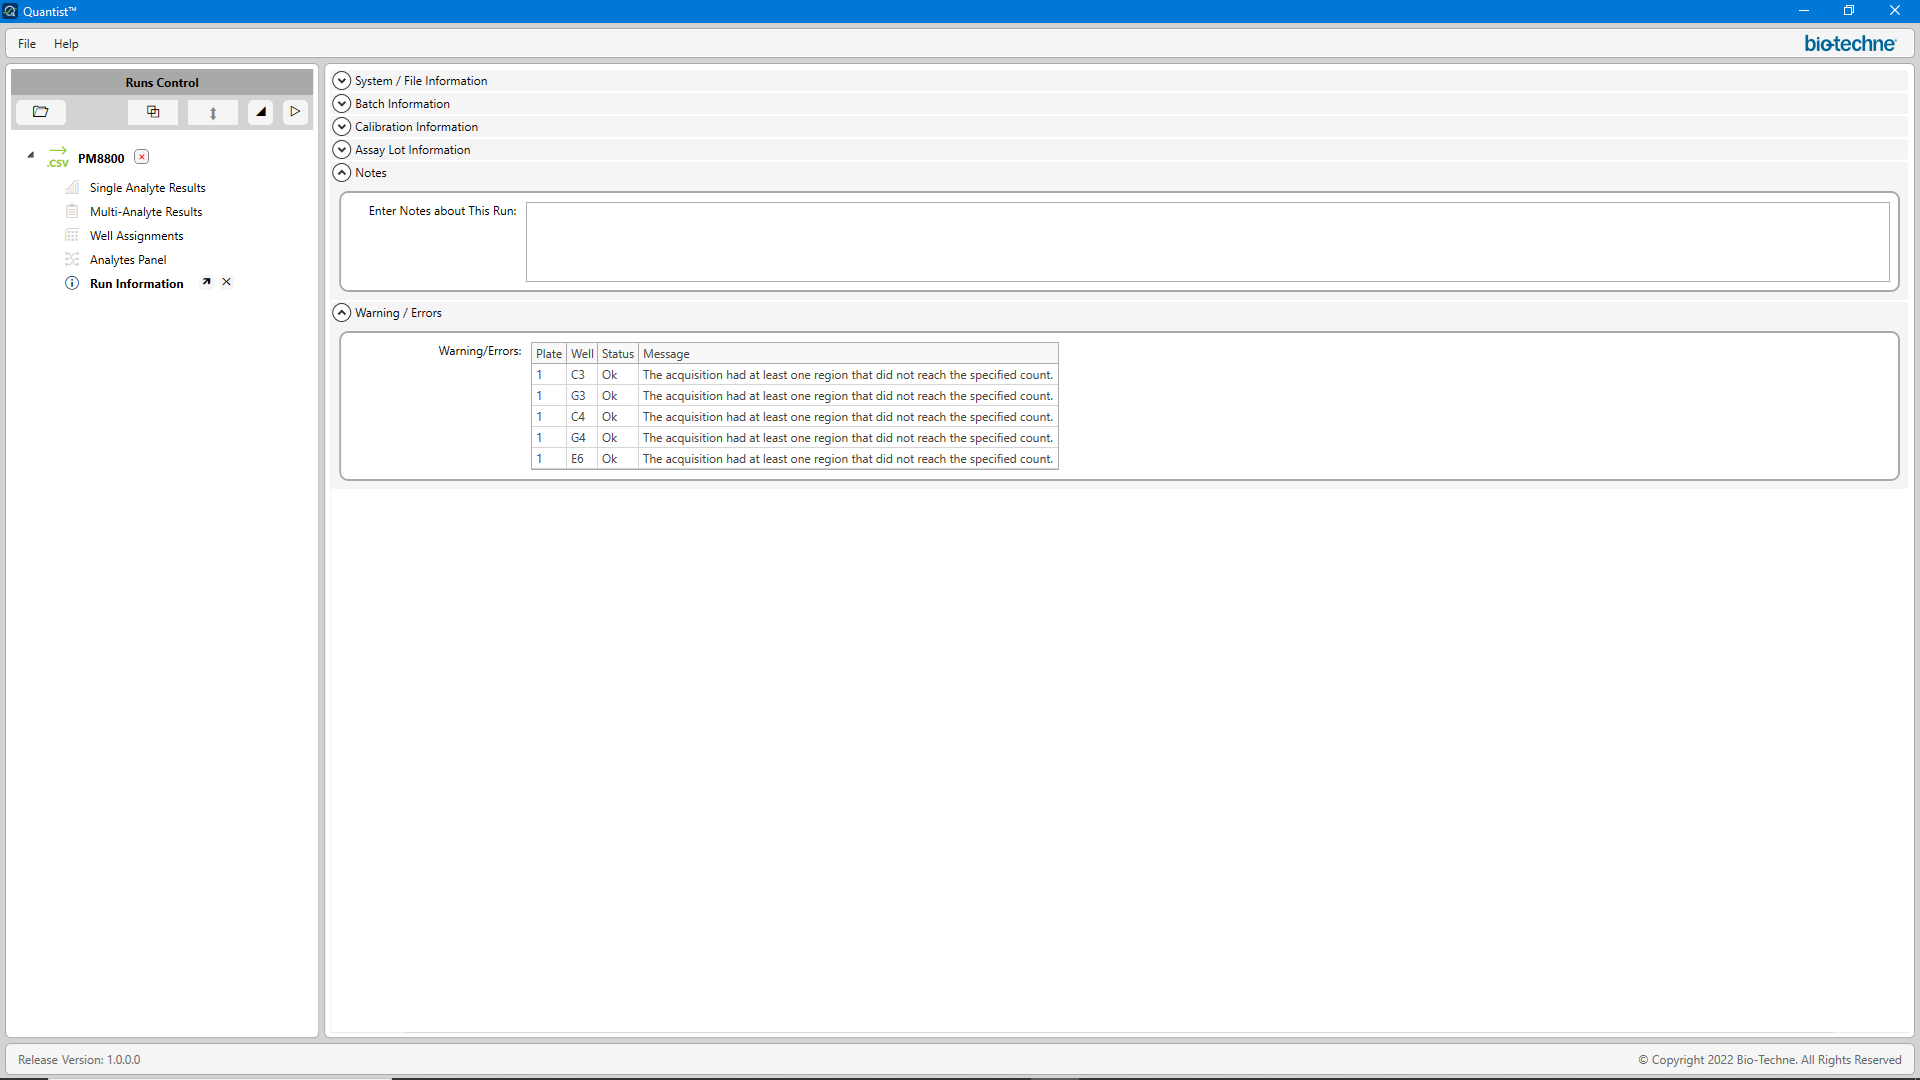 Quantist™
File Help
bio-techne®
Runs Control
.CSV PM8800
Single Analyte Results
Multi-Analyte Results
Well Assignments
Analytes Panel
Run Information
System / File Information
Batch Information
Calibration Information
Assay Lot Information
Notes
Enter Notes about This Run:
Warning / Errors
Warning/Errors:
Plate Well Status Message
1 C3 Ok The acquisition had at least one region that did not reach the specified count.
1 G3 Ok The acquisition had at least one region that did not reach the specified count.
1 C4 Ok The acquisition had at least one region that did not reach the specified count.
1 G4 Ok The acquisition had at least one region that did not reach the specified count.
1 E6 Ok The acquisition had at least one region that did not reach the specified count.
Release Version: 1.0.0.0
© Copyright 2022 Bio-Techne. All Rights Reserved